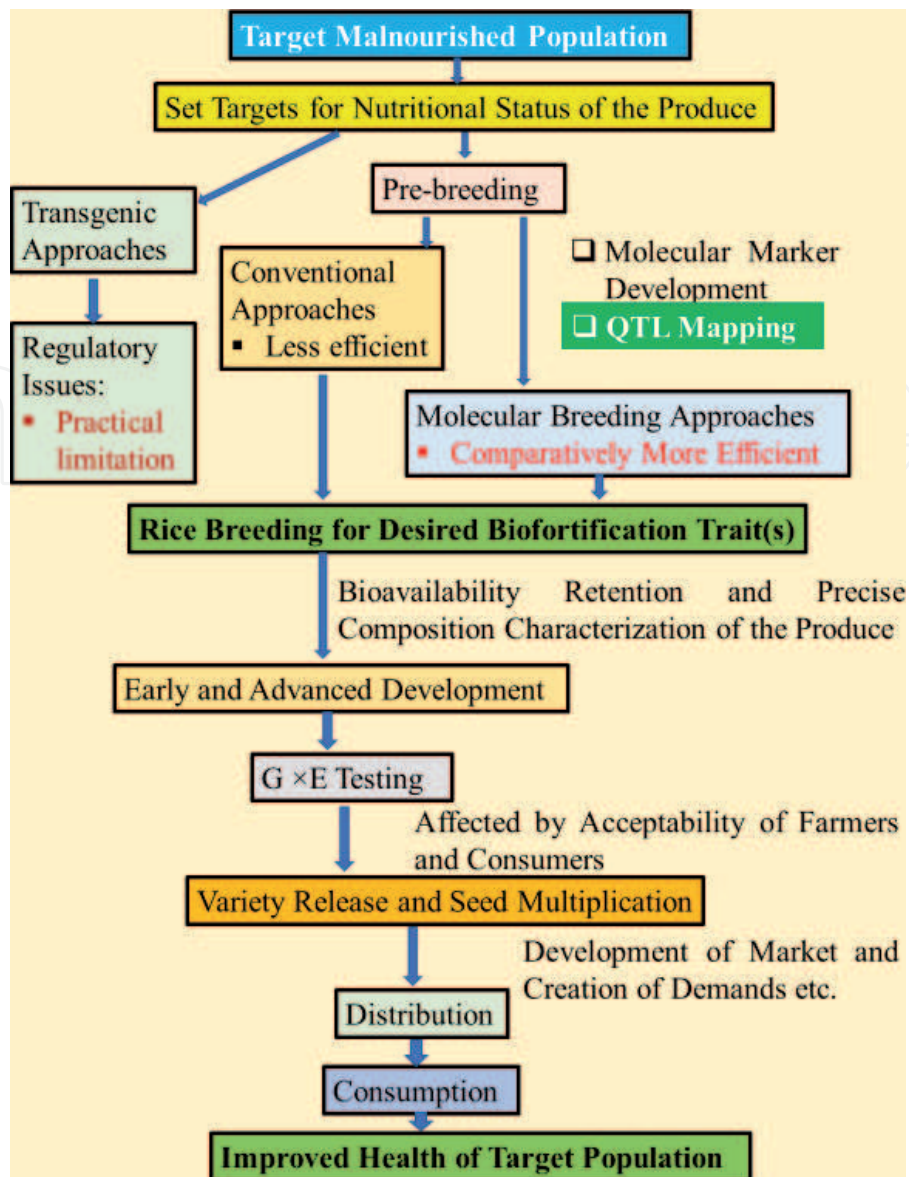 Target Malnourished Population
Set Targets for Nutritional Status of the Produce
Pre-breeding
Transgenic
Approaches
Conventional
Approaches
▪ Less efficient
❑ Molecular Marker
Development
❑ QTL Mapping
Regulatory
Issues:
▪ Practical
limitation
Molecular Breeding Approaches
▪ Comparatively More Efficient
Rice Breeding for Desired Biofortification Trait(s)
Bioavailability Retention and Precise
Composition Characterization of the Produce
Early and Advanced Development
G ×E Testing
Affected by Acceptability of Farmers
and Consumers
Variety Release and Seed Multiplication
Development of Market and
Creation of Demands etc.
Distribution
Consumption
Improved Health of Target Population